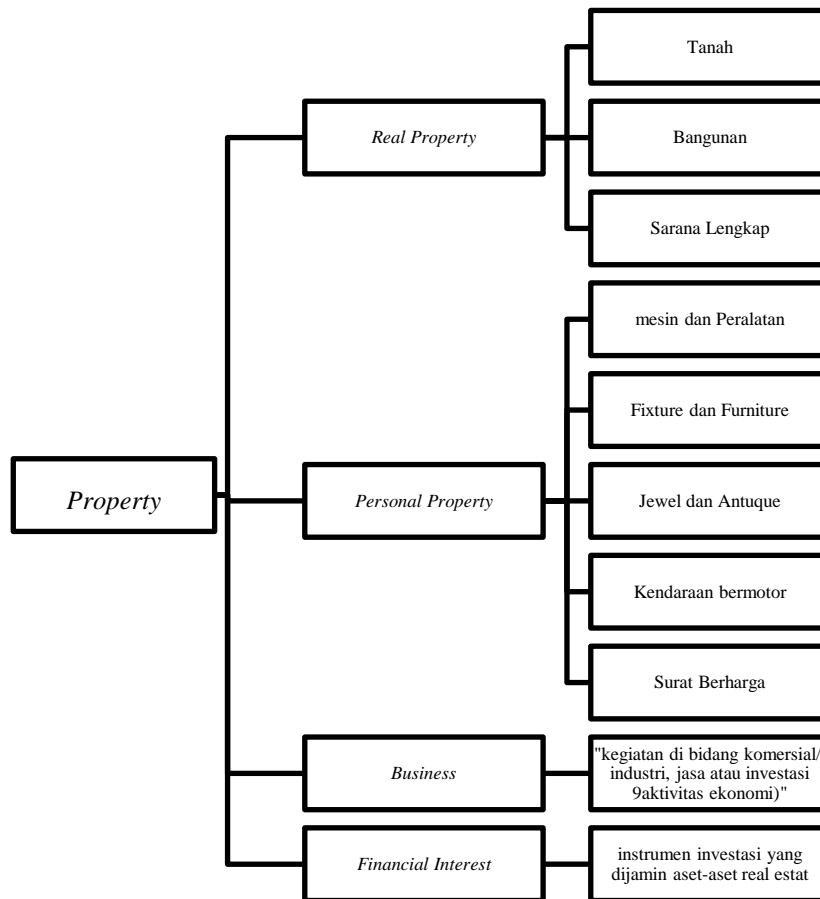 Property
Real Property
Tanah
Bangunan
Sarana Lengkap
Personal Property
mesin dan Peralatan
Fixture dan Furniture
Jewel dan Antuque
Kendaraan bermotor
Surat Berharga
Business
"kegiatan di bidang komersial/
industri, jasa atau investasi
9aktivitas ekonomi)"
Financial Interest
instrumen investasi yang
dijamin aset-aset real estat